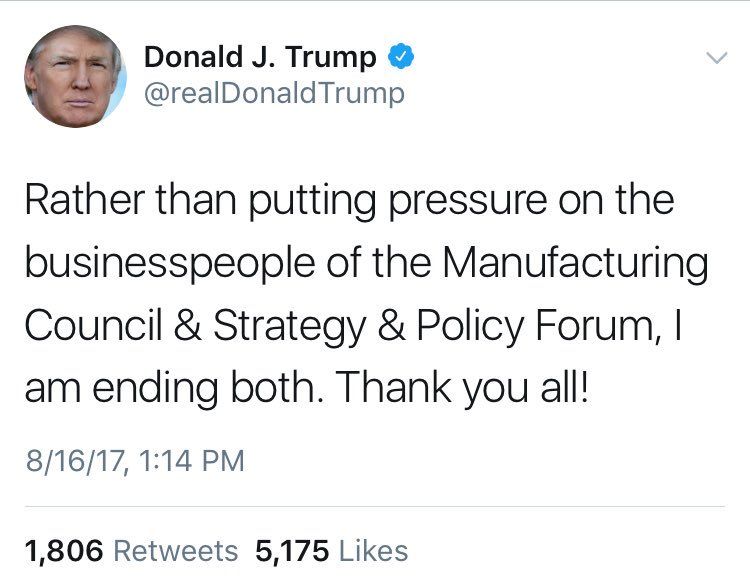 Donald J. Trump
@realDonaldTrump
Rather than putting pressure on the
businesspeople of the Manufacturing
Council & Strategy & Policy Forum, I
am ending both. Thank you all!
8/16/17, 1:14 PM
1,806 Retweets 5,175 Likes